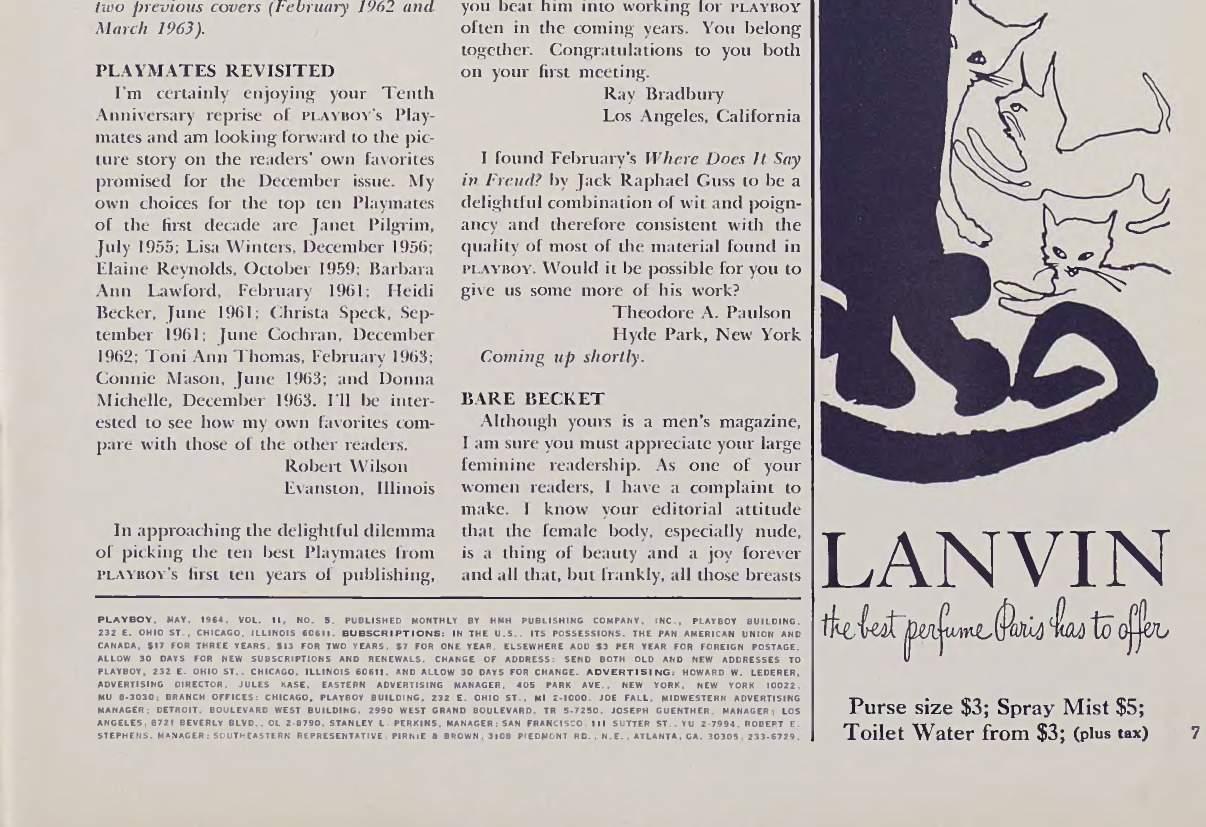 two previous covers (February 1962 and
March 1963).
PLAYMATES REVISITED
I'm certainly enjoying your Tenth
Anniversary reprise of PLAYBOY's Play-
mates and am looking forward to the pic-
ture story on the readers' own favorites
promised for the December issue. My
own choices for the top ten Playmates
of the first decade are Janet Pilgrim,
July 1955; Lisa Winters, December 1956;
Elaine Reynolds, October 1959; Barbara
Ann Lawford, February 1961; Heidi
Becker, June 1961; Christa Speck, Sep-
tember 1961; June Cochran, December
1962; Toni Ann Thomas, February 1963;
Connie Mason, June 1963; and Donna
Michelle, December 1963. I'll be inter-
ested to see how my own favorites com-
pare with those of the other readers.
Robert Wilson
Evanston, Illinois
In approaching the delightful dilemma
of picking the ten best Playmates from
PLAYBOY's first ten years of publishing,
you beat him into working for PLAYBOY
often in the coming years. You belong
together. Congratulations to you both
on your first meeting.
Ray Bradbury
Los Angeles, California
I found February's Where Does It Say
in Freud? by Jack Raphael Guss to be a
delightful combination of wit and poign-
ancy and therefore consistent with the
quality of most of the material found in
PLAYBOY. Would it be possible for you to
give us some more of his work?
Theodore A. Paulson
Hyde Park, New York
Coming up shortly.
BARE BECKET
Although yours is a men's magazine,
I am sure you must appreciate your large
feminine readership. As one of your
women readers, I have a complaint to
make. I know your editorial attitude
that the female body, especially nude,
is a thing of beauty and a joy forever
and all that, but frankly, all those breasts
PLAYBOY, MAY, 1964, VOL. 11, NO. 5. PUBLISHED MONTHLY BY HMH PUBLISHING COMPANY, INC., PLAYBOY BUILDING,
232 E. OHIO ST., CHICAGO, ILLINOIS 60611. SUBSCRIPTIONS: IN THE U.S., ITS POSSESSIONS, THE PAN AMERICAN UNION AND
CANADA, $17 FOR THREE YEARS, $13 FOR TWO YEARS, $7 FOR ONE YEAR. ELSEWHERE ADD $3 PER YEAR FOR FOREIGN POSTAGE.
ALLOW 30 DAYS FOR NEW SUBSCRIPTIONS AND RENEWALS. CHANGE OF ADDRESS: SEND BOTH OLD AND NEW ADDRESSES TO
PLAYBOY, 232 E. OHIO ST., CHICAGO, ILLINOIS 60611, AND ALLOW 30 DAYS FOR CHANGE. ADVERTISING: HOWARD W. LEDERER,
ADVERTISING DIRECTOR, JULES KASE, EASTERN ADVERTISING MANAGER, 405 PARK AVE., NEW YORK, NEW YORK 10022,
MU 8-3030; BRANCH OFFICES: CHICAGO, PLAYBOY BUILDING, 232 E. OHIO ST., MI 2-1000, JOE FALL, MIDWESTERN ADVERTISING
MANAGER; DETROIT, BOULEVARD WEST BUILDING, 2990 WEST GRAND BOULEVARD, TR 5-7250, JOSEPH GUENTHER, MANAGER; LOS
ANGELES, 8721 BEVERLY BLVD., OL 2-8790, STANLEY L. PERKINS, MANAGER; SAN FRANCISCO, 111 SUTTER ST., YU 2-7994, ROBERT E.
STEPHENS, MANAGER; SOUTHEASTERN REPRESENTATIVE, PIRNIE & BROWN, 3108 PIEDMONT RD., N.E., ATLANTA, GA. 30305, 233-6729.
LANVIN
the best perfume Paris has to offer
Purse size $3; Spray Mist $5;
Toilet Water from $3; (plus tax)
7